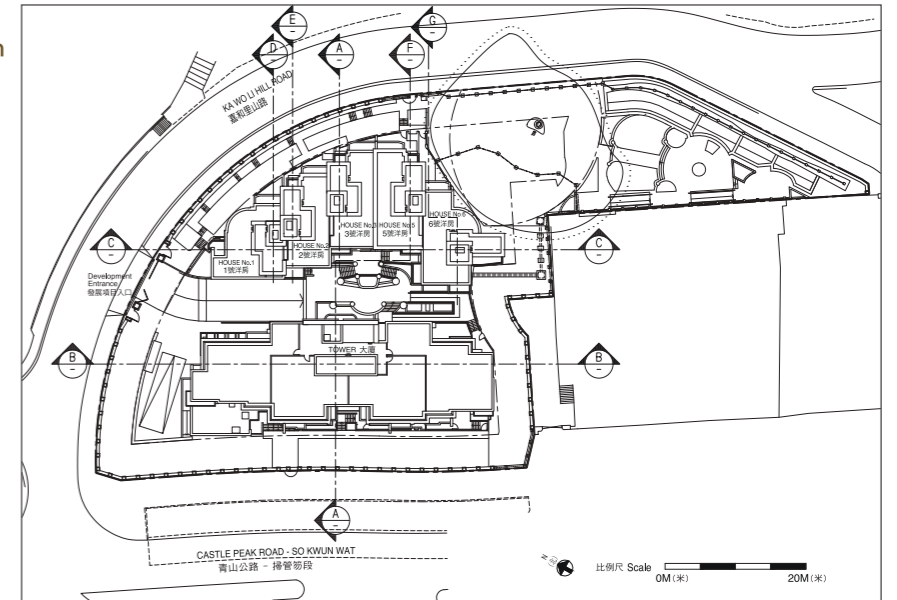 n
E
G
D
A
F
KA WO LI HILL ROAD
嘉和里山路
HOUSE No.6
6號洋房
HOUSE No.3
3號洋房
HOUSE No.5
5號洋房
HOUSE No.2
2號洋房
HOUSE No.1
1號洋房
C
C
Development
Entrance
發展項目入口
TOWER 大廈
B
B
A
CASTLE PEAK ROAD - SO KWUN WAT
青山公路 - 掃管笏段
N
比例尺 Scale
0M(米)
20M(米)